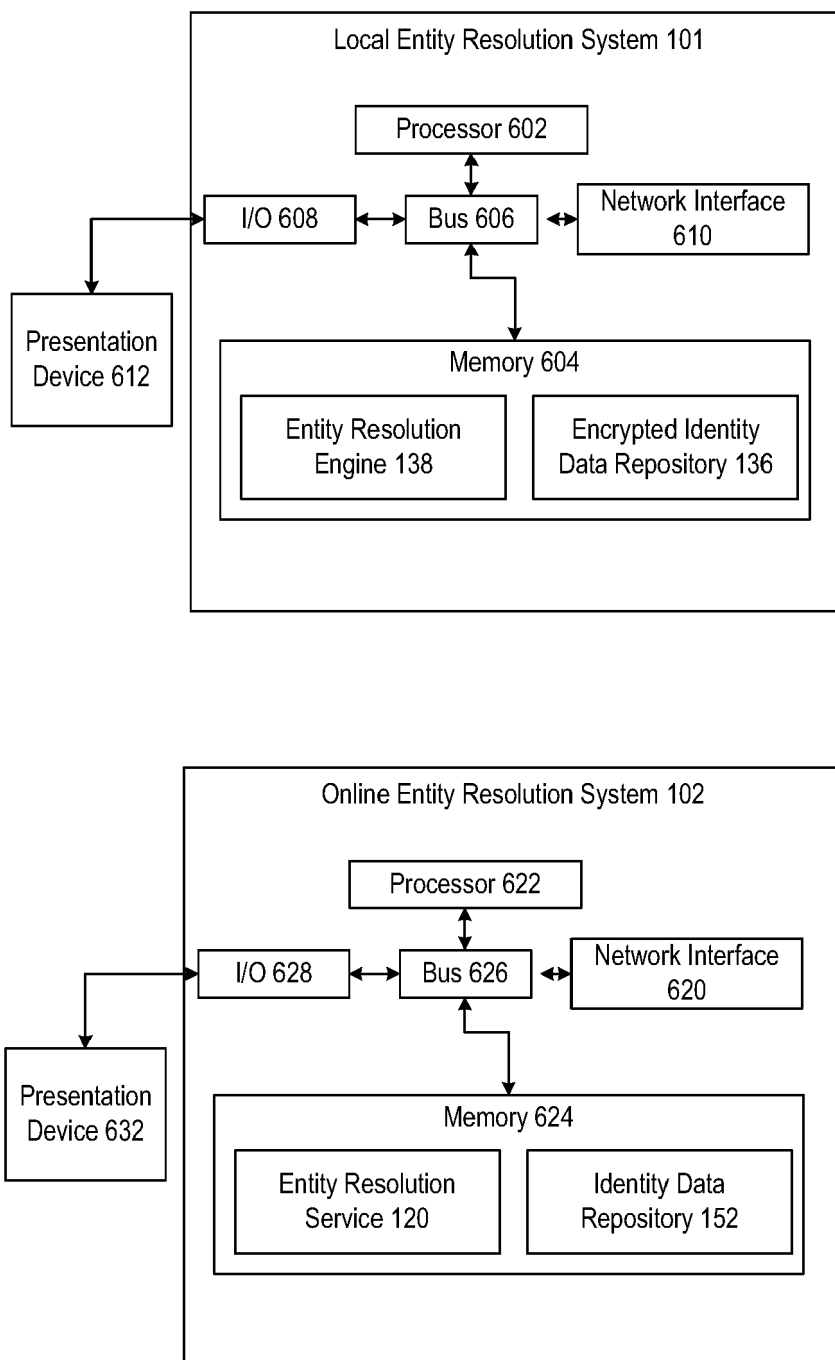 Local Entity Resolution System 101
Processor 602
I/O 608
Bus 606
Network Interface
610
Presentation
Device 612
Memory 604
Entity Resolution
Engine 138
Encrypted Identity
Data Repository 136
Online Entity Resolution System 102
Processor 622
I/O 628
Bus 626
Network Interface
620
Presentation
Device 632
Memory 624
Entity Resolution
Service 120
Identity Data
Repository 152